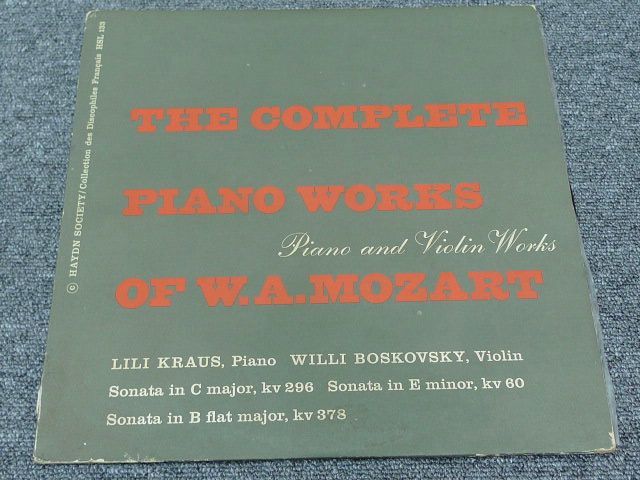 © HAYDN SOCIETY/Collection des Discophiles Français HSL 133
THE COMPLETE
PIANO WORKS
Piano and Violin Works
OF W.A.MOZART
LILI KRAUS, Piano WILLI BOSKOVSKY, Violin
Sonata in C major, kv 296 Sonata in E minor, kv 60
Sonata in B flat major, kv 378